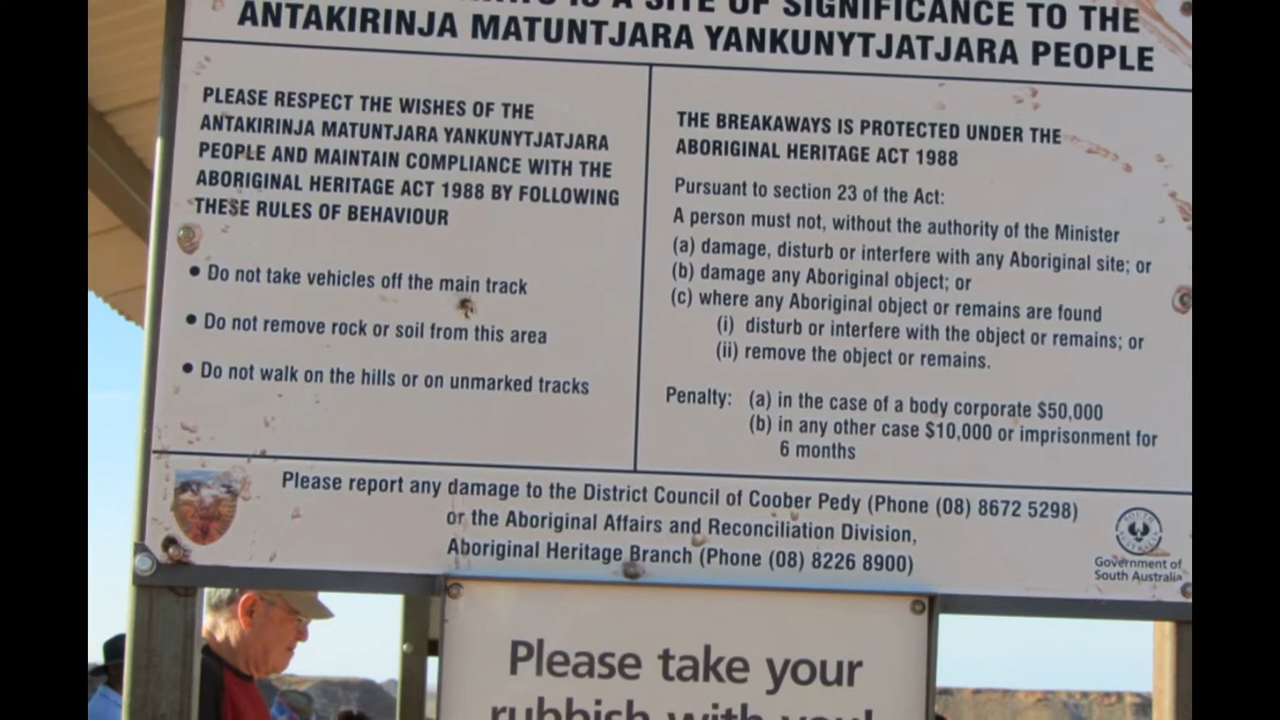 IS A SITE OF SIGNIFICANCE TO THE
ANTAKIRINJA MATUNTJARA YANKUNYTJATJARA PEOPLE
PLEASE RESPECT THE WISHES OF THE
ANTAKIRINJA MATUNTJARA YANKUNYTJATJARA
PEOPLE AND MAINTAIN COMPLIANCE WITH THE
ABORIGINAL HERITAGE ACT 1988 BY FOLLOWING
THESE RULES OF BEHAVIOUR
• Do not take vehicles off the main track
• Do not remove rock or soil from this area
• Do not walk on the hills or on unmarked tracks
THE BREAKAWAYS IS PROTECTED UNDER THE
ABORIGINAL HERITAGE ACT 1988
Pursuant to section 23 of the Act:
A person must not, without the authority of the Minister
(a) damage, disturb or interfere with any Aboriginal site; or
(b) damage any Aboriginal object; or
(c) where any Aboriginal object or remains are found
(i) disturb or interfere with the object or remains; or
(ii) remove the object or remains.
Penalty: (a) in the case of a body corporate $50,000
(b) in any other case $10,000 or imprisonment for
6 months
Please report any damage to the District Council of Coober Pedy (Phone (08) 8672 5298)
or the Aboriginal Affairs and Reconciliation Division,
Aboriginal Heritage Branch (Phone (08) 8226 8900)
SOUTH
AUSTRALIA
Government of
South Australia
Please take your
rubbish with you!